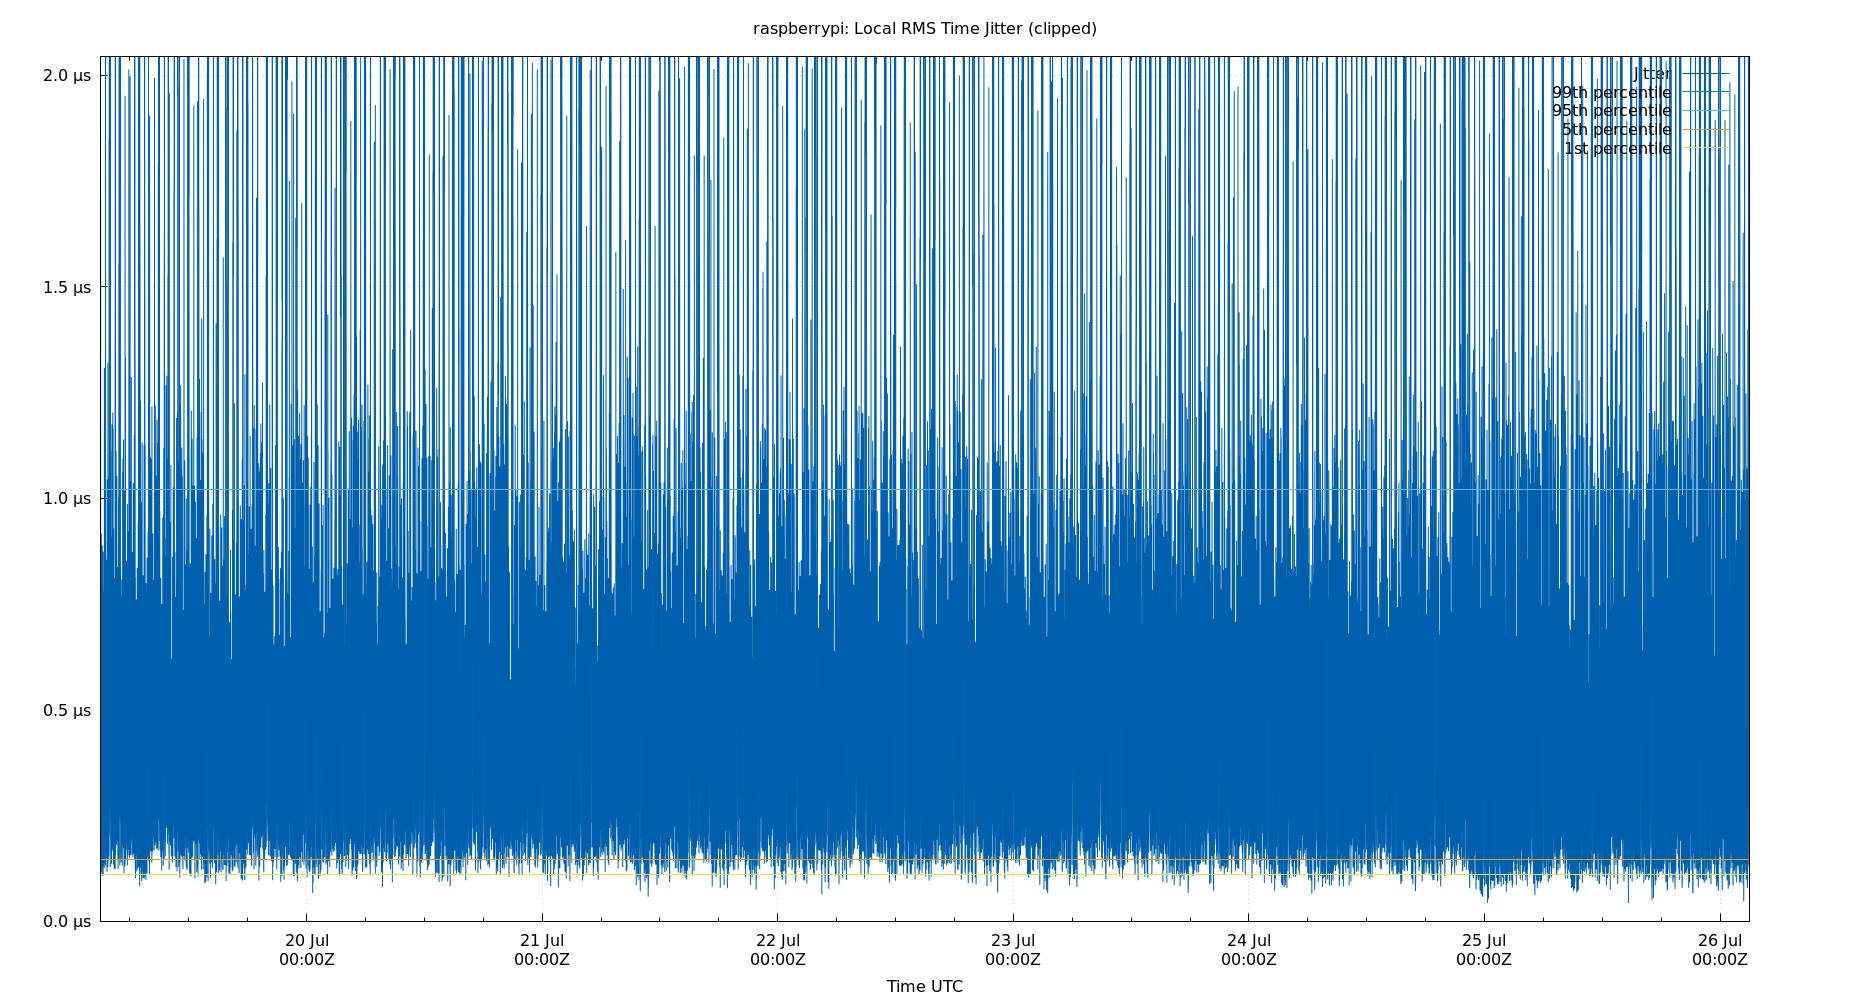 raspberrypi: Local RMS Time Jitter (clipped)
2.0 µs
1.5 µs
1.0 µs
0.5 µs
0.0 µs
Jitter
99th percentile
95th percentile
5th percentile
1st percentile
20 Jul 21 Jul 22 Jul 23 Jul 24 Jul 25 Jul 26 Jul
00:00Z 00:00Z 00:00Z 00:00Z 00:00Z 00:00Z 00:00Z
Time UTC